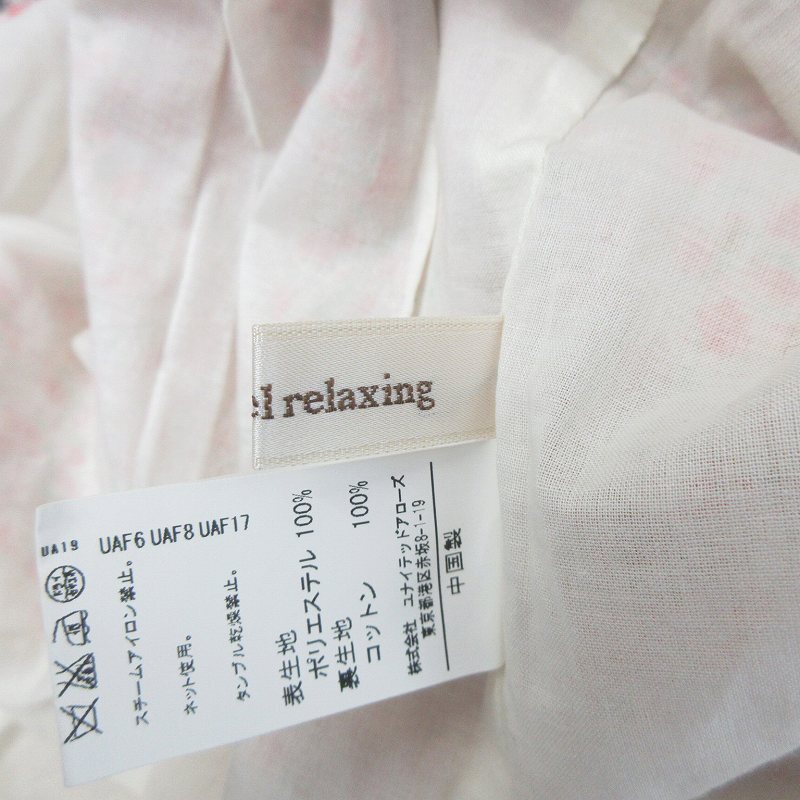 el relaxing
UA19
UAF6 UAF8 UAF17
スチームアイロン禁止。
ネット使用。
タンブル乾燥禁止。
表生地
ポリエステル 100%
裏生地
コットン 100%
株式会社 ユナイテッドアローズ
東京都港区赤坂8-1-19
中国製